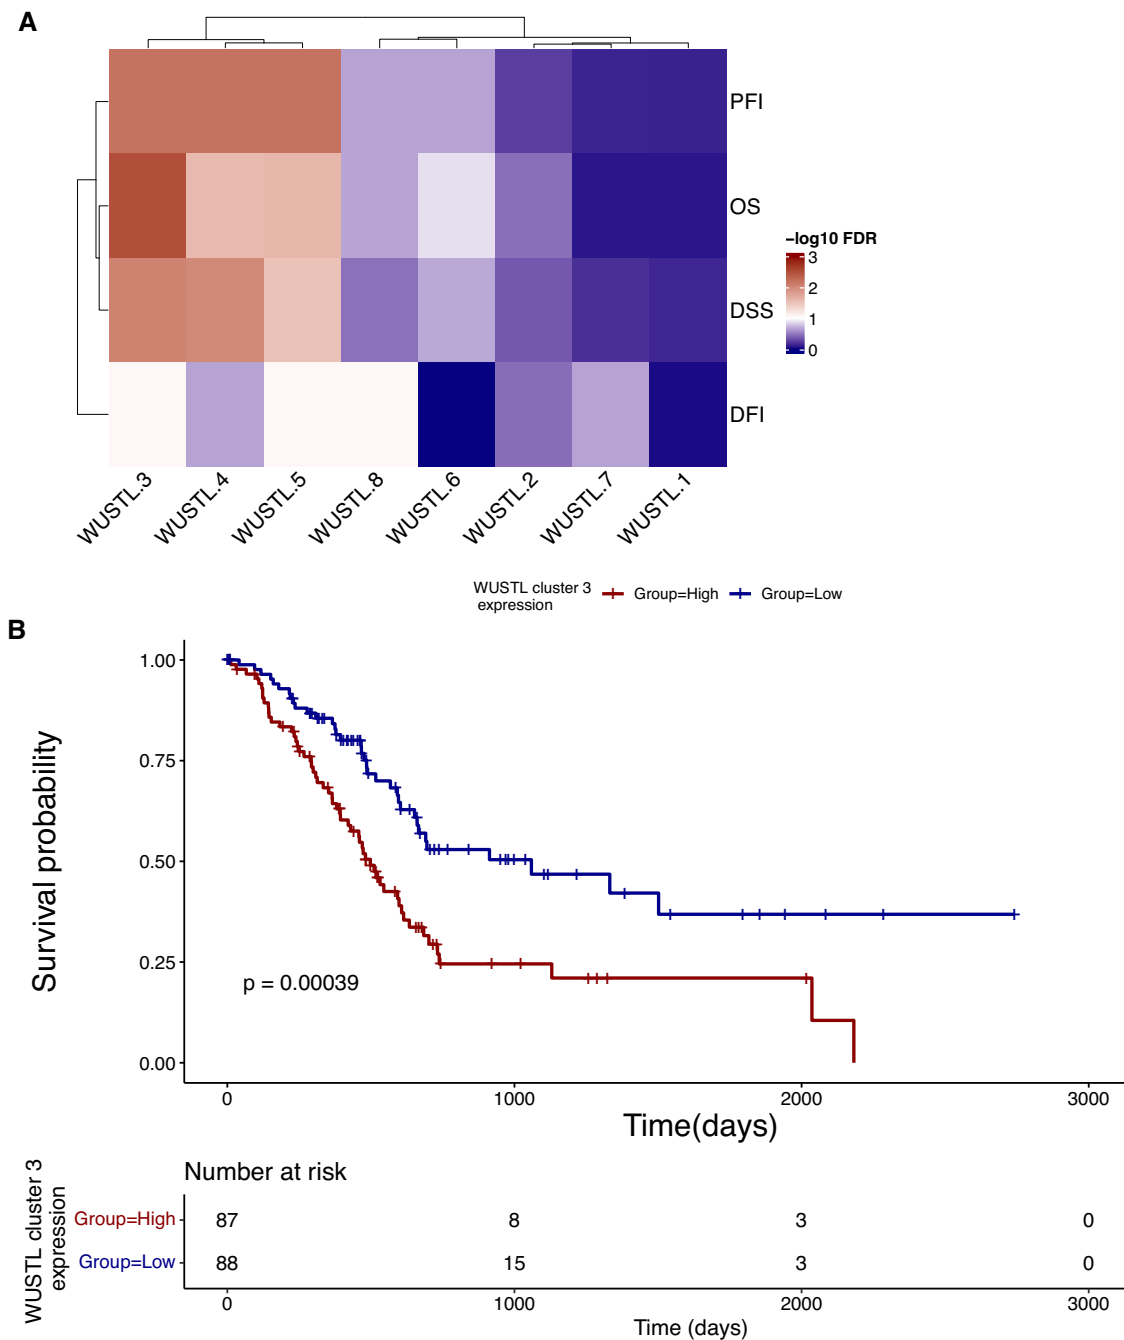 A
PFI
OS
DSS
DFI
−log10 FDR
3
2
1
0
WUSTL.3
WUSTL.4
WUSTL.5
WUSTL.8
WUSTL.6
WUSTL.2
WUSTL.7
WUSTL.1
WUSTL cluster 3
expression
Group=High
Group=Low
B
Survival probability
1.00
0.75
0.50
0.25
0.00
p = 0.00039
0 1000 2000 3000
Time(days)
Number at risk
WUSTL cluster 3
expression
Group=High 87 8 3 0
Group=Low 88 15 3 0
0 1000 2000 3000
Time (days)